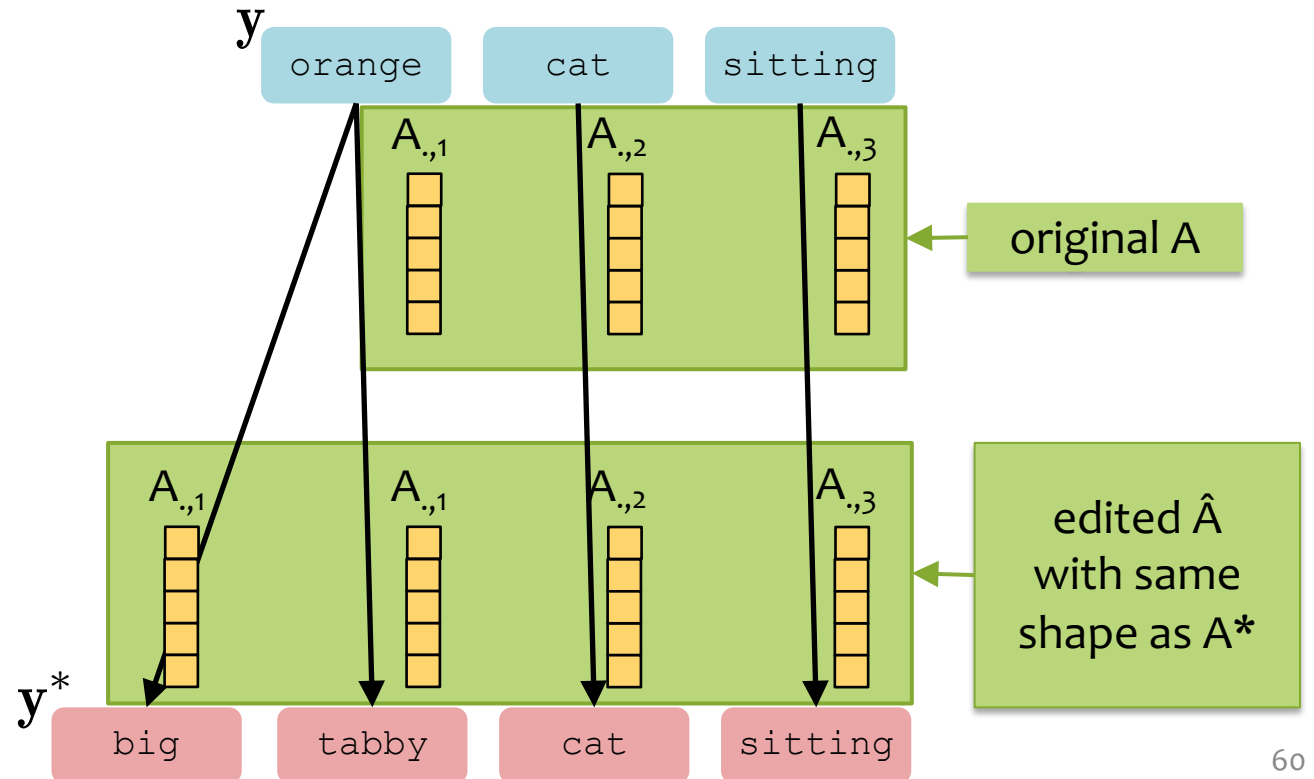 y
orange cat sitting
A.,1 A.,2 A.,3
original A
A.,1 A.,1 A.,2 A.,3
edited Â
with same
shape as A*
y*
big tabby cat sitting
60